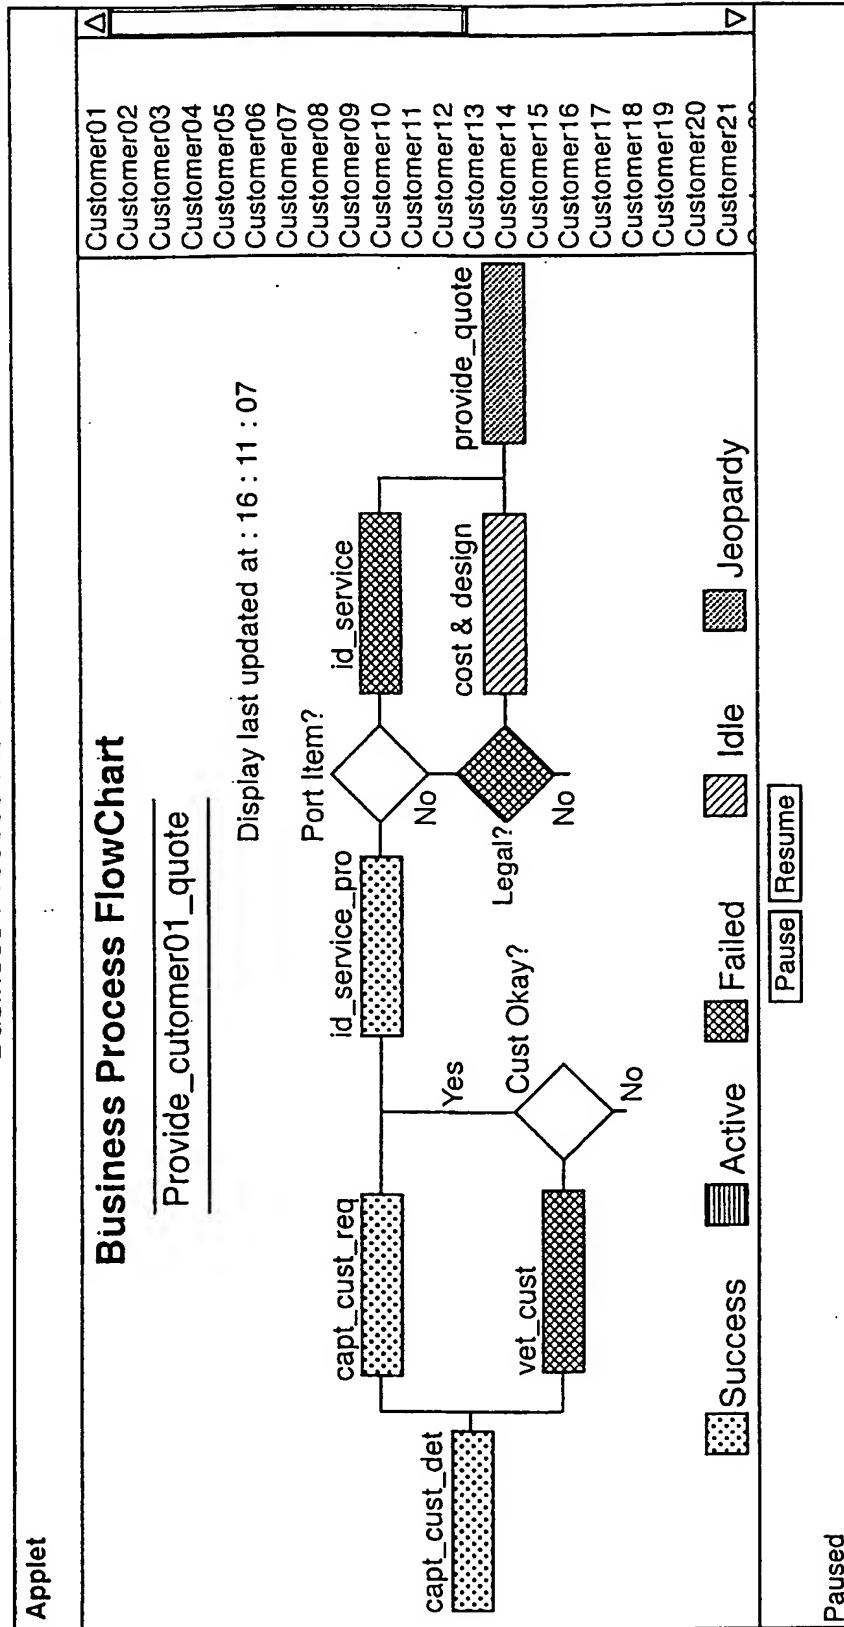 Applet
Business Process FlowChart
Provide_cutomer01_quote
Display last updated at : 16 : 11 : 07
capt_cust_det
capt_cust_req
vet_cust
Yes
Cust Okay?
No
id_service_pro
Port Item?
No
Legal?
No
id_service
cost & design
provide_quote
Customer01
Customer02
Customer03
Customer04
Customer05
Customer06
Customer07
Customer08
Customer09
Customer10
Customer11
Customer12
Customer13
Customer14
Customer15
Customer16
Customer17
Customer18
Customer19
Customer20
Customer21
Success
Active
Failed
Idle
Jeopardy
Pause
Resume
Paused